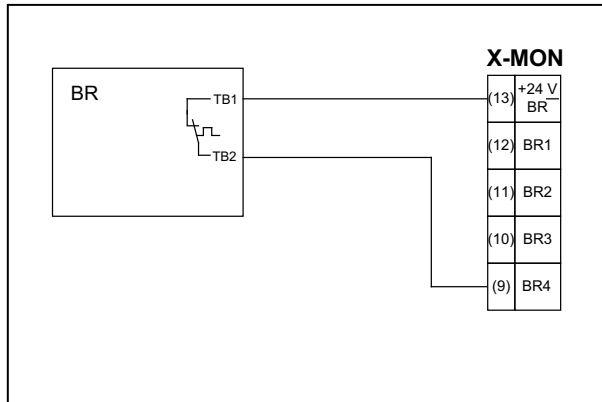 X-MON
BR
TB1
TB2
(13) +24 V
BR
(12) BR1
(11) BR2
(10) BR3
(9) BR4